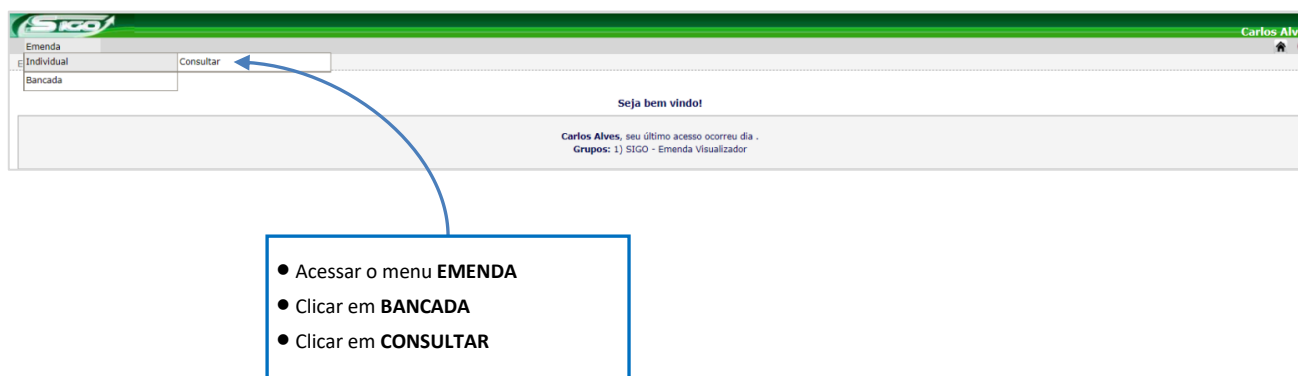 SIGO
Carlos Alv
Emenda
E Individual Consultar
Bancada
Seja bem vindo!
Carlos Alves, seu último acesso ocorreu dia .
Grupos: 1) SIGO - Emenda Visualizador
● Acessar o menu EMENDA
● Clicar em BANCADA
● Clicar em CONSULTAR